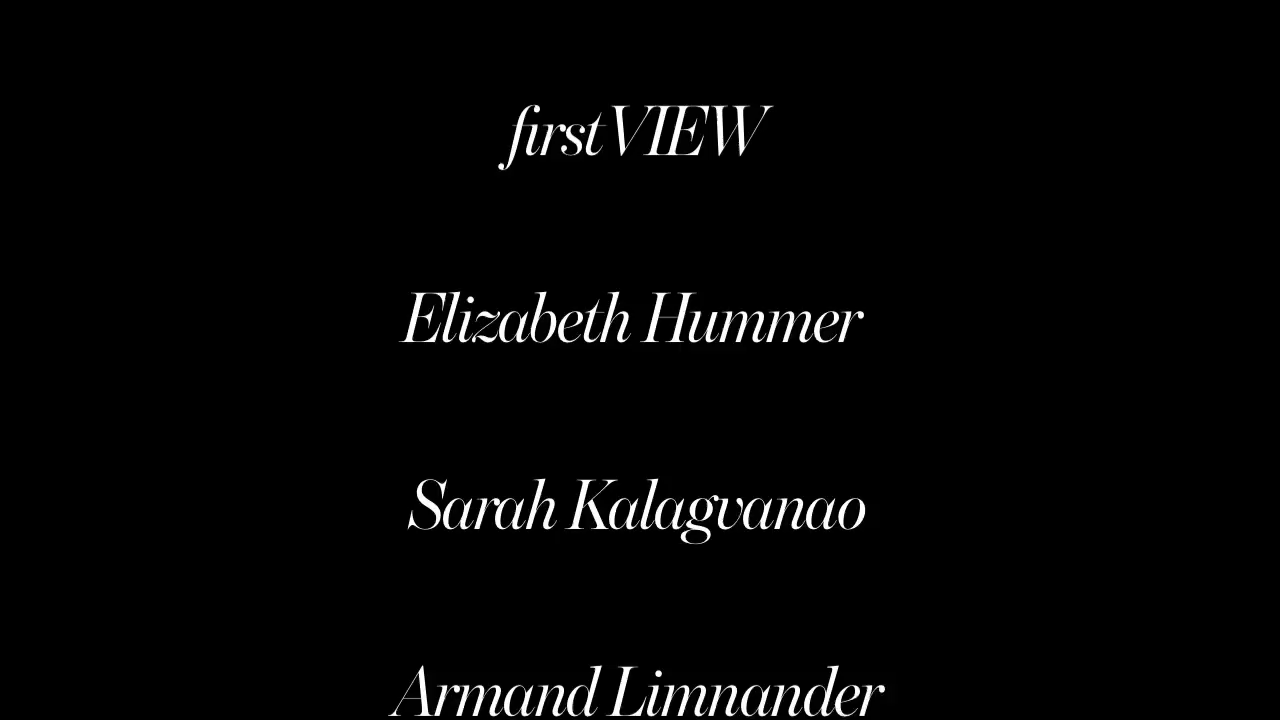 firstVIEW
Elizabeth Hummer
Sarah Kalagvanao
Armand Limnander